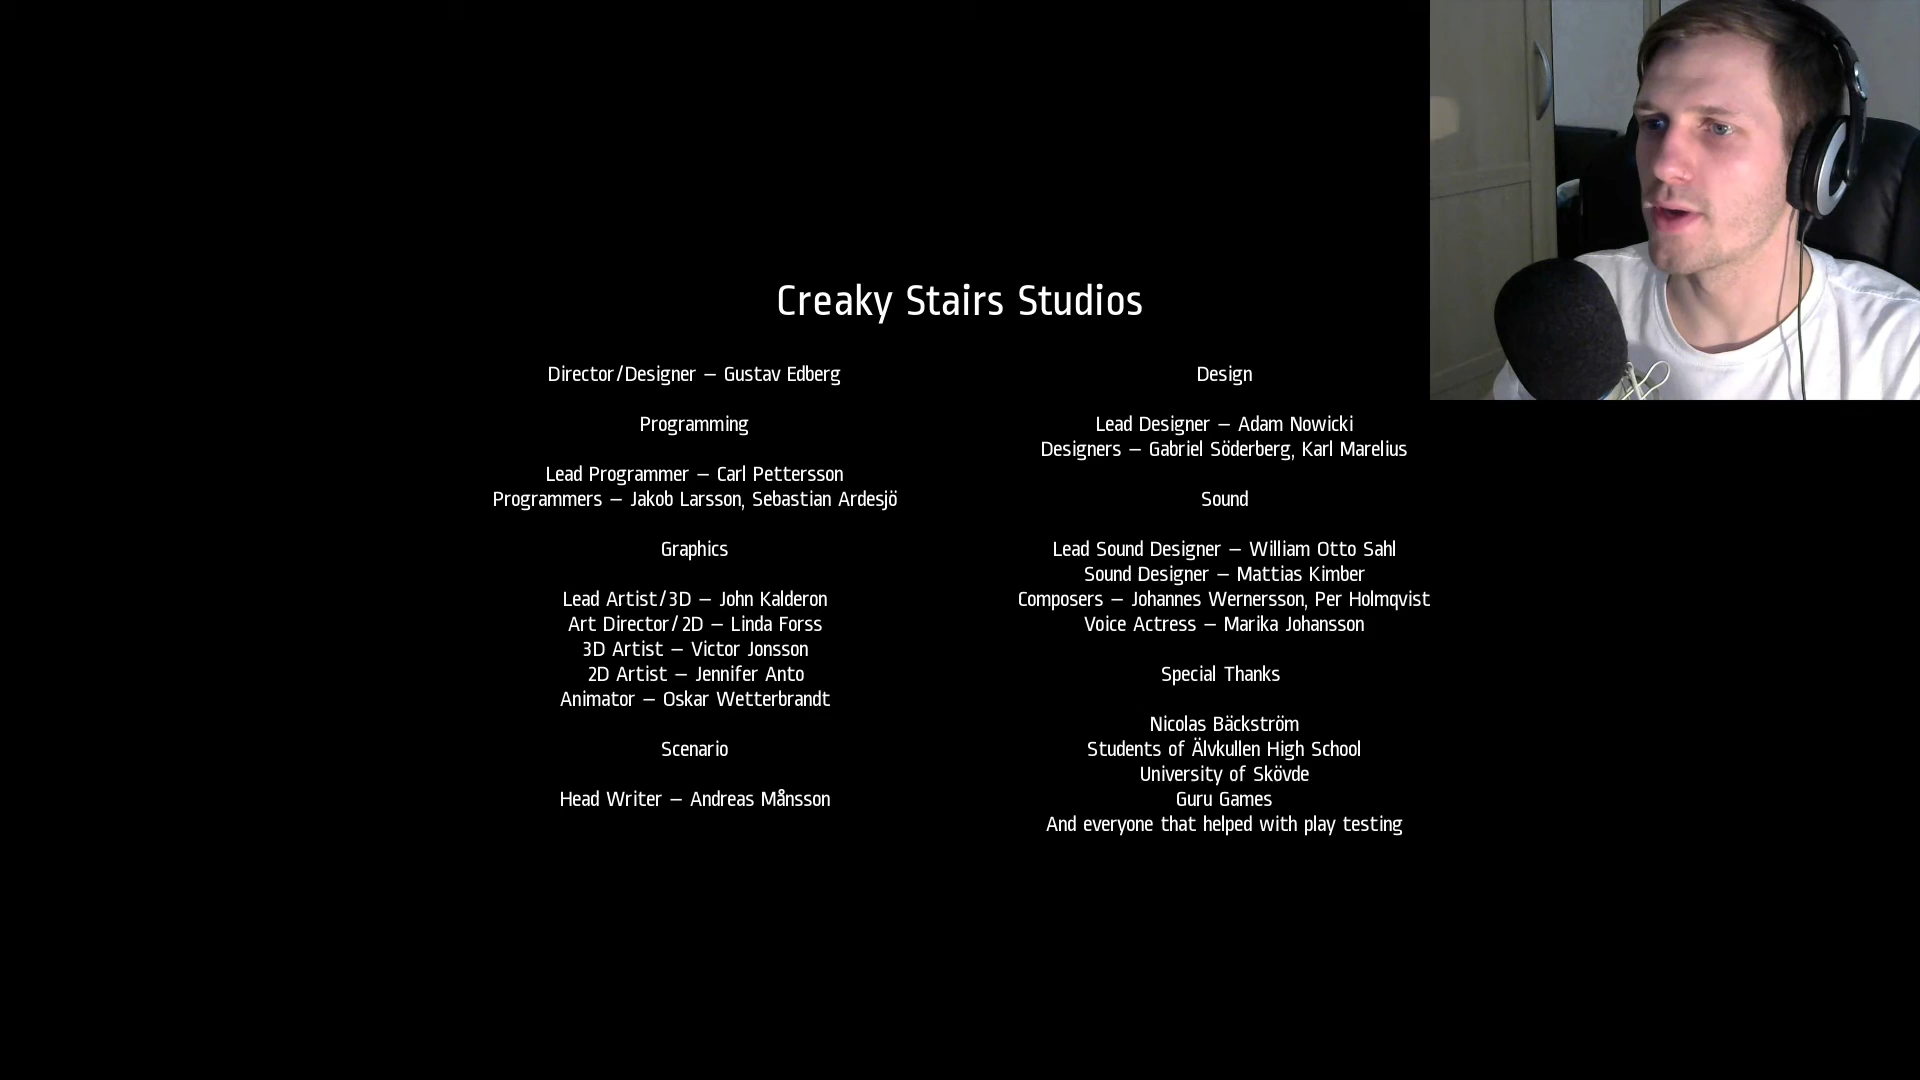 Creaky Stairs Studios
Director/Designer – Gustav Edberg
Programming
Lead Programmer – Carl Pettersson
Programmers – Jakob Larsson, Sebastian Ardesjö
Graphics
Lead Artist/3D – John Kalderon
Art Director/2D – Linda Forss
3D Artist – Victor Jonsson
2D Artist – Jennifer Anto
Animator – Oskar Wetterbrandt
Scenario
Head Writer – Andreas Månsson
Design
Lead Designer – Adam Nowicki
Designers – Gabriel Söderberg, Karl Marelius
Sound
Lead Sound Designer – William Otto Sahl
Sound Designer – Mattias Kimber
Composers – Johannes Wernersson, Per Holmqvist
Voice Actress – Marika Johansson
Special Thanks
Nicolas Bäckström
Students of Älvkullen High School
University of Skövde
Guru Games
And everyone that helped with play testing